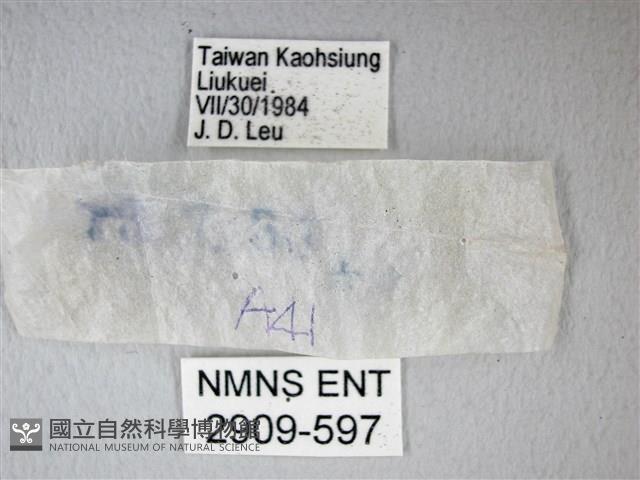 Taiwan Kaohsiung
Liukuei
VII/30/1984
J. D. Leu
A41
NMNS ENT
2909-597
國立自然科學博物館
NATIONAL MUSEUM OF NATURAL SCIENCE